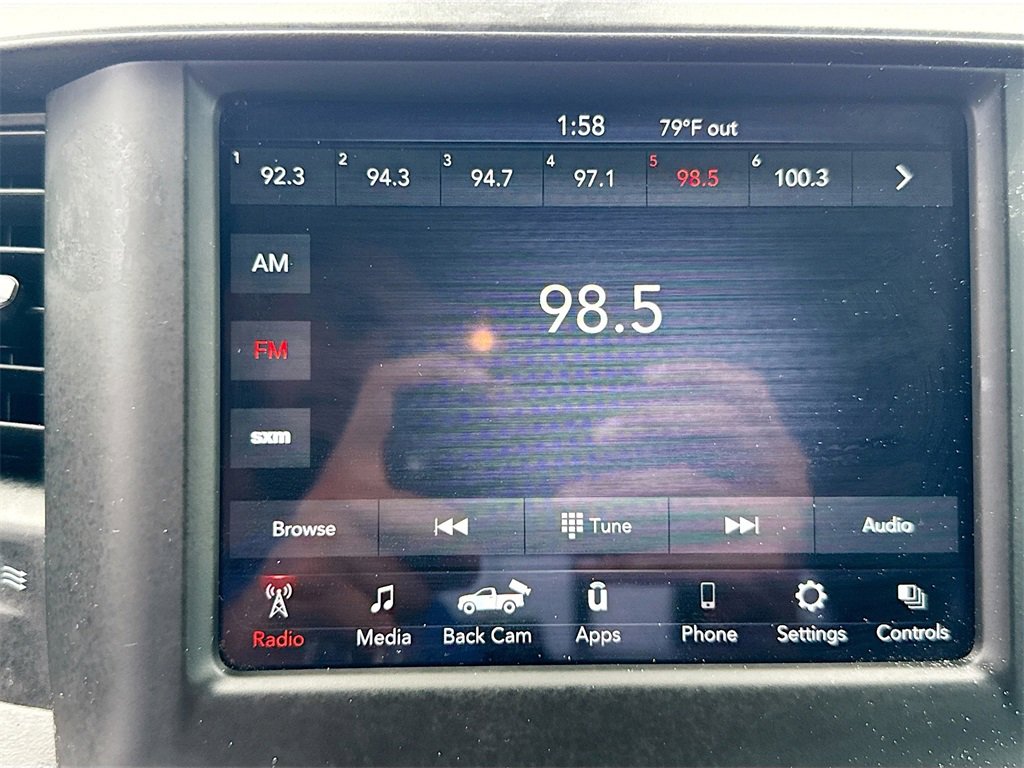 1:58 79°F out
1 92.3 2 94.3 3 94.7 4 97.1 5 98.5 6 100.3
AM
98.5
FM
sxm
Browse Tune Audio
Radio Media Back Cam Apps Phone Settings Controls